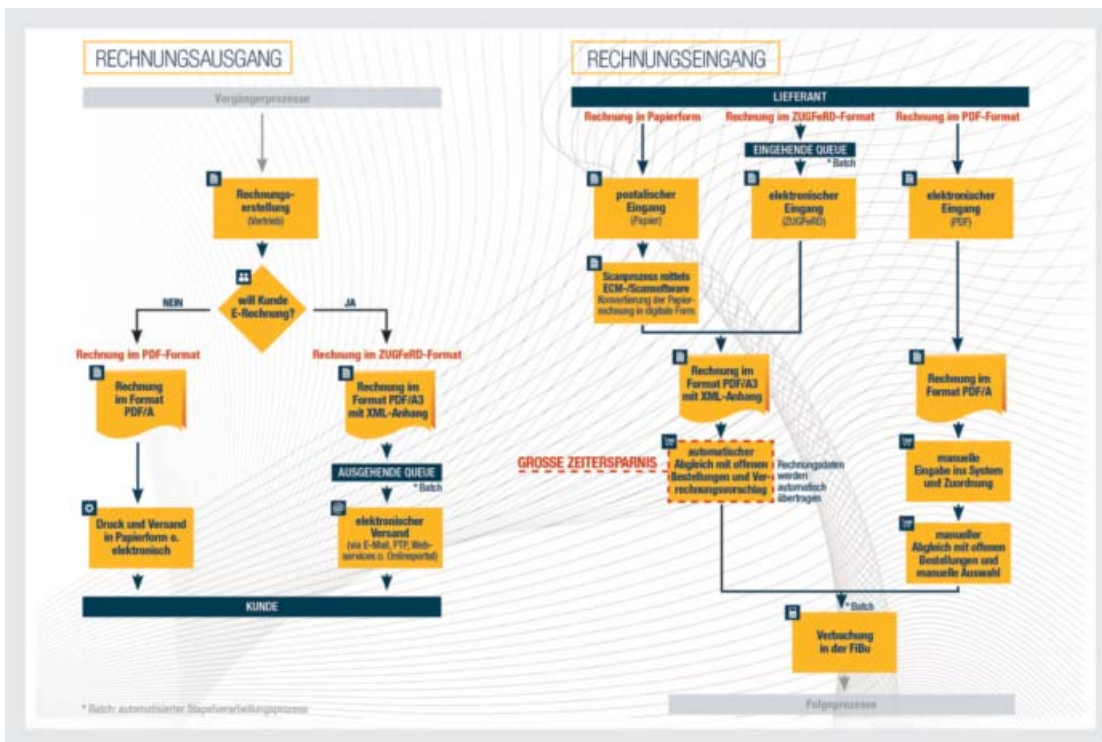 RECHNUNGSAUSGANG
Vorgängerprozesse
Rechnungs-
erstellung
(Vertrieb)
will Kunde
E-Rechnung?
NEIN
JA
Rechnung im PDF-Format
Rechnung im ZUGFeRD-Format
Rechnung
im Format
PDF/A
Rechnung im
Format PDF/A3
mit XML-Anhang
AUSGEHENDE QUEUE
* Batch
Druck und Versand
in Papierform o.
elektronisch
elektronischer
Versand
(via E-Mail, FTP, Web-
services o. Onlineportal)
KUNDE
* Batch: automatisierter Stapelverarbeitungsprozess
RECHNUNGSEINGANG
LIEFERANT
Rechnung in Papierform
Rechnung im ZUGFeRD-Format
Rechnung im PDF-Format
EINGEHENDE QUEUE
* Batch
postalischer
Eingang
(Papier)
elektronischer
Eingang
(ZUGFeRD)
elektronischer
Eingang
(PDF)
Scanprozess mittels
ECM-/Scansoftware
Konvertierung der Papier-
rechnung in digitale Form
Rechnung im
Format PDF/A3
mit XML-Anhang
Rechnung im
Format PDF/A
GROSSE ZEITERSPARNIS
automatischer
Abgleich mit offenen
Bestellungen und Ver-
rechnungsvorschlag
Rechnungsdaten
werden
automatisch
übertragen
manuelle
Eingabe ins System
und Zuordnung
manueller
Abgleich mit offenen
Bestellungen und
manuelle Auswahl
* Batch
Verbuchung
in der FiBu
Folgeprozesse